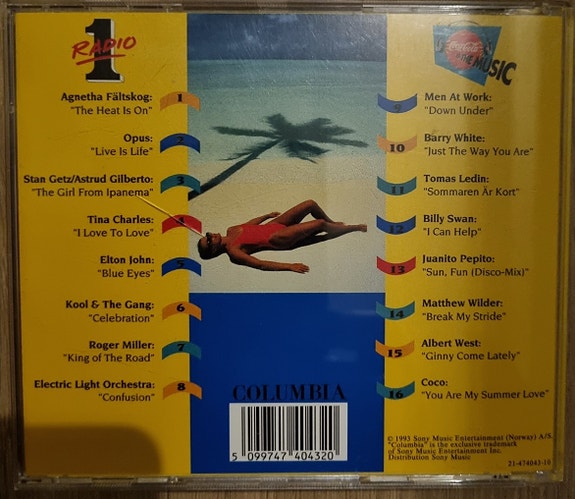 RADIO
1
Agnetha Fältskog: 1
"The Heat Is On"
Opus: 2
"Live Is Life"
Stan Getz/Astrud Gilberto: 3
"The Girl From Ipanema"
Tina Charles: 4
"I Love To Love"
Elton John: 5
"Blue Eyes"
Kool & The Gang: 6
"Celebration"
Roger Miller: 7
"King of The Road"
Electric Light Orchestra: 8
"Confusion"
Coca-Cola
IS THE MUSIC
9 Men At Work:
"Down Under"
10 Barry White:
"Just The Way You Are"
11 Tomas Ledin:
"Sommaren Är Kort"
12 Billy Swan:
"I Can Help"
13 Juanito Pepito:
"Sun, Fun (Disco-Mix)"
14 Matthew Wilder:
"Break My Stride"
15 Albert West:
"Ginny Come Lately"
16 Coco:
"You Are My Summer Love"
COLUMBIA
5 099747 404320
© 1993 Sony Music Entertainment (Norway) A/S.
"Columbia" is the exclusive trademark
of Sony Music Entertainment Inc.
Distribution Sony Music
21-474043-10